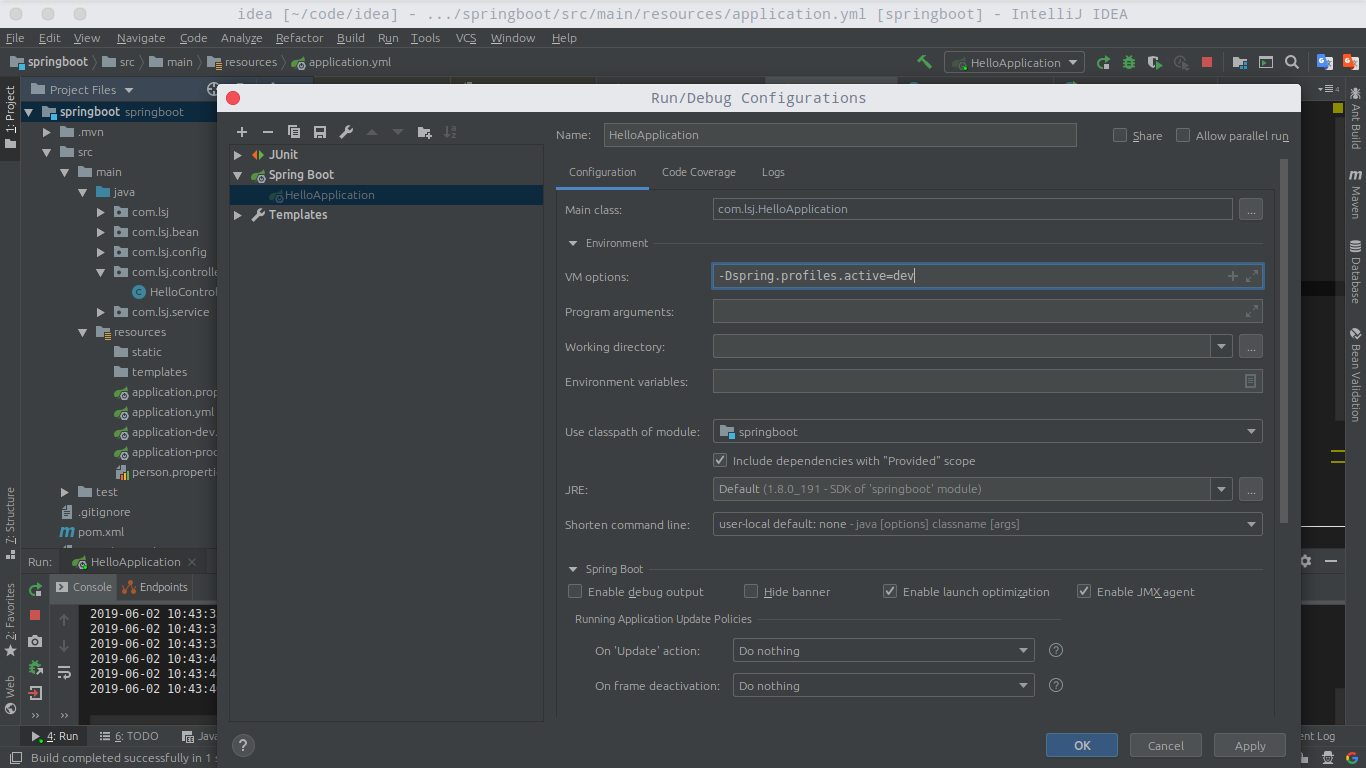 idea [~/code/idea] - .../springboot/src/main/resources/application.yml [springboot] - IntelliJ IDEA
File Edit View Navigate Code Analyze Refactor Build Run Tools VCS Window Help
springboot src main resources application.yml HelloApplication
1: Project
Project Files
springboot springboot
.mvn
src
main
java
com.lsj
com.lsj.bean
com.lsj.config
com.lsj.controlle
HelloControl
com.lsj.service
resources
static
templates
application.prop
application.yml
application-dev.
application-prod
person.propertie
test
.gitignore
pom.xml
Run/Debug Configurations
JUnit
Spring Boot
HelloApplication
Templates
Name: HelloApplication Share Allow parallel run
Configuration Code Coverage Logs
Main class: com.lsj.HelloApplication ...
Environment
VM options: -Dspring.profiles.active=dev
Program arguments:
Working directory: ...
Environment variables:
Use classpath of module: springboot
Include dependencies with "Provided" scope
JRE: Default (1.8.0_191 - SDK of 'springboot' module) ...
Shorten command line: user-local default: none - java [options] classname [args]
Spring Boot
Enable debug output Hide banner Enable launch optimization Enable JMX agent
Running Application Update Policies
On 'Update' action: Do nothing ?
On frame deactivation: Do nothing ?
? OK Cancel Apply
4
Ant Build
Maven
Database
Bean Validation
7: Structure
2: Favorites
Web
Run: HelloApplication
Console Endpoints
2019-06-02 10:43:3
2019-06-02 10:43:3
2019-06-02 10:43:3
2019-06-02 10:43:4
2019-06-02 10:43:4
2019-06-02 10:43:4
4: Run 6: TODO Java ent Log
Build completed successfully in 1 s